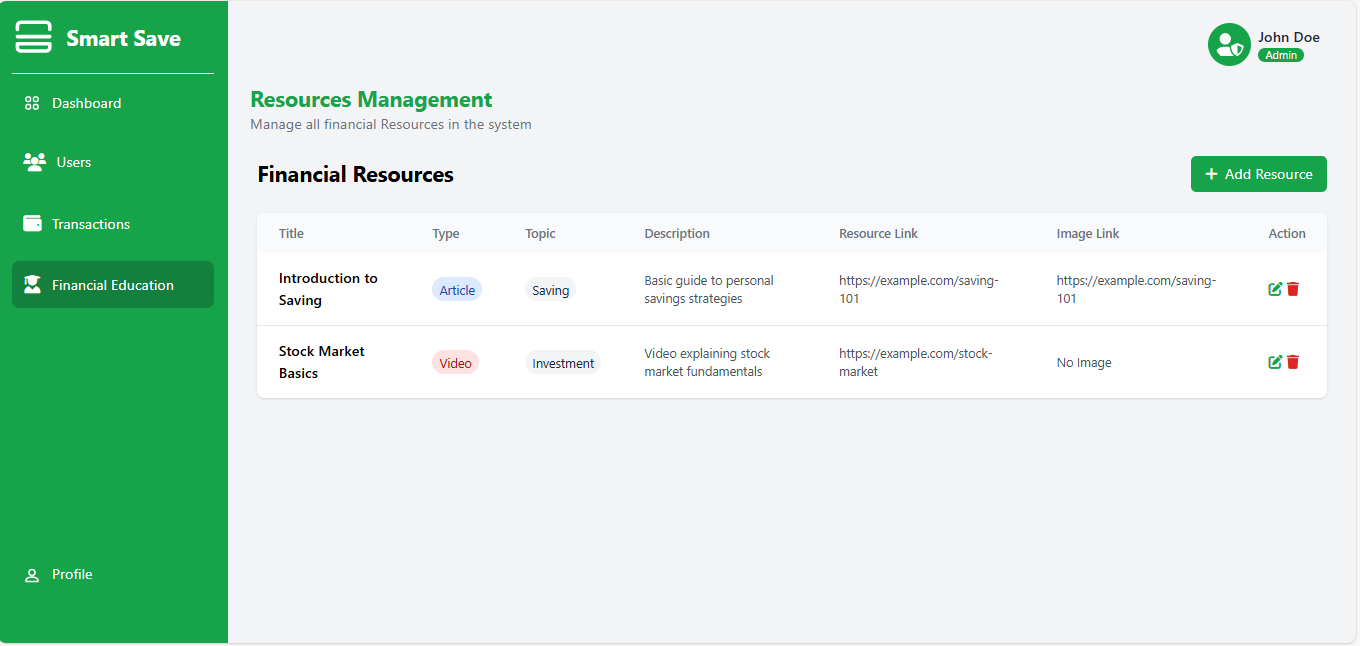 Smart Save
Dashboard
Users
Transactions
Financial Education
Profile
John Doe
Admin
Resources Management
Manage all financial Resources in the system
Financial Resources
+ Add Resource
Title Type Topic Description Resource Link Image Link Action
Introduction to
Saving
Article
Saving
Basic guide to personal
savings strategies
https://example.com/saving-
101
https://example.com/saving-
101
Stock Market
Basics
Video
Investment
Video explaining stock
market fundamentals
https://example.com/stock-
market
No Image